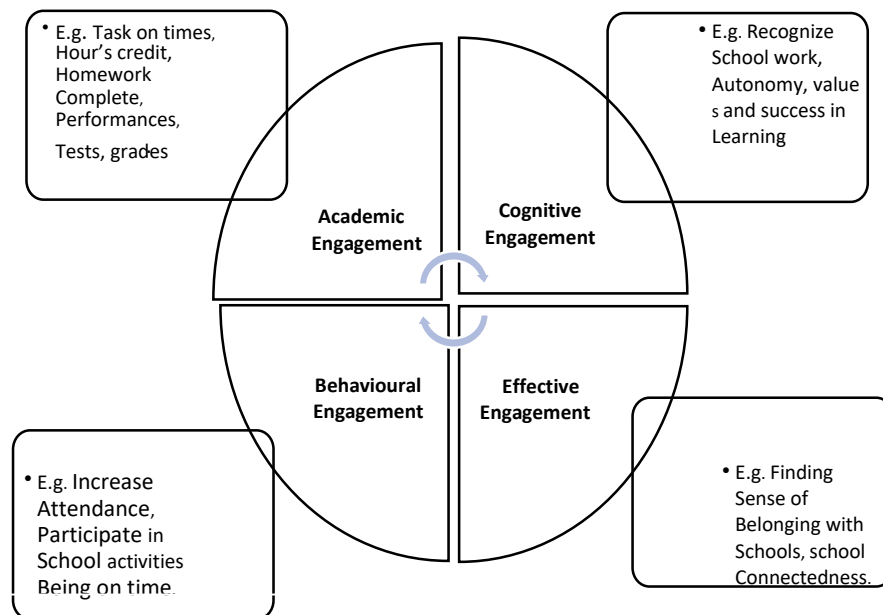 • E.g. Task on times,
Hour's credit,
Homework
Complete,
Performances,
Tests, grades
• E.g. Recognize
School work,
Autonomy, value
s and success in
Learning
Academic
Engagement
Cognitive
Engagement
Behavioural
Engagement
Effective
Engagement
• E.g. Increase
Attendance,
Participate in
School activities
Being on time.
• E.g. Finding
Sense of
Belonging with
Schools, school
Connectedness.